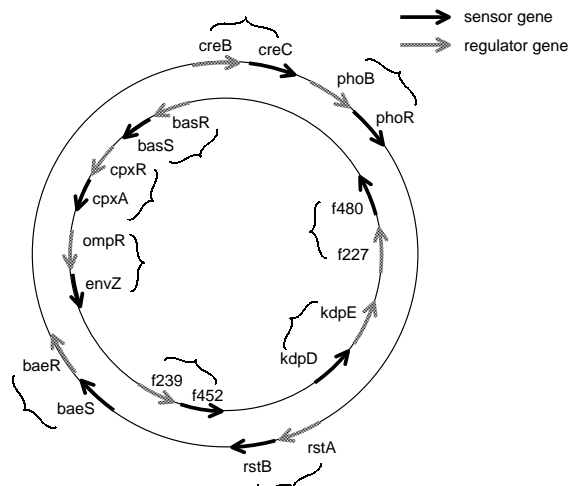 sensor gene
regulator gene
creB
creC
phoB
phoR
basR
basS
cpxR
cpxA
ompR
envZ
f480
f227
kdpE
kdpD
f239
f452
baeR
baeS
rstA
rstB